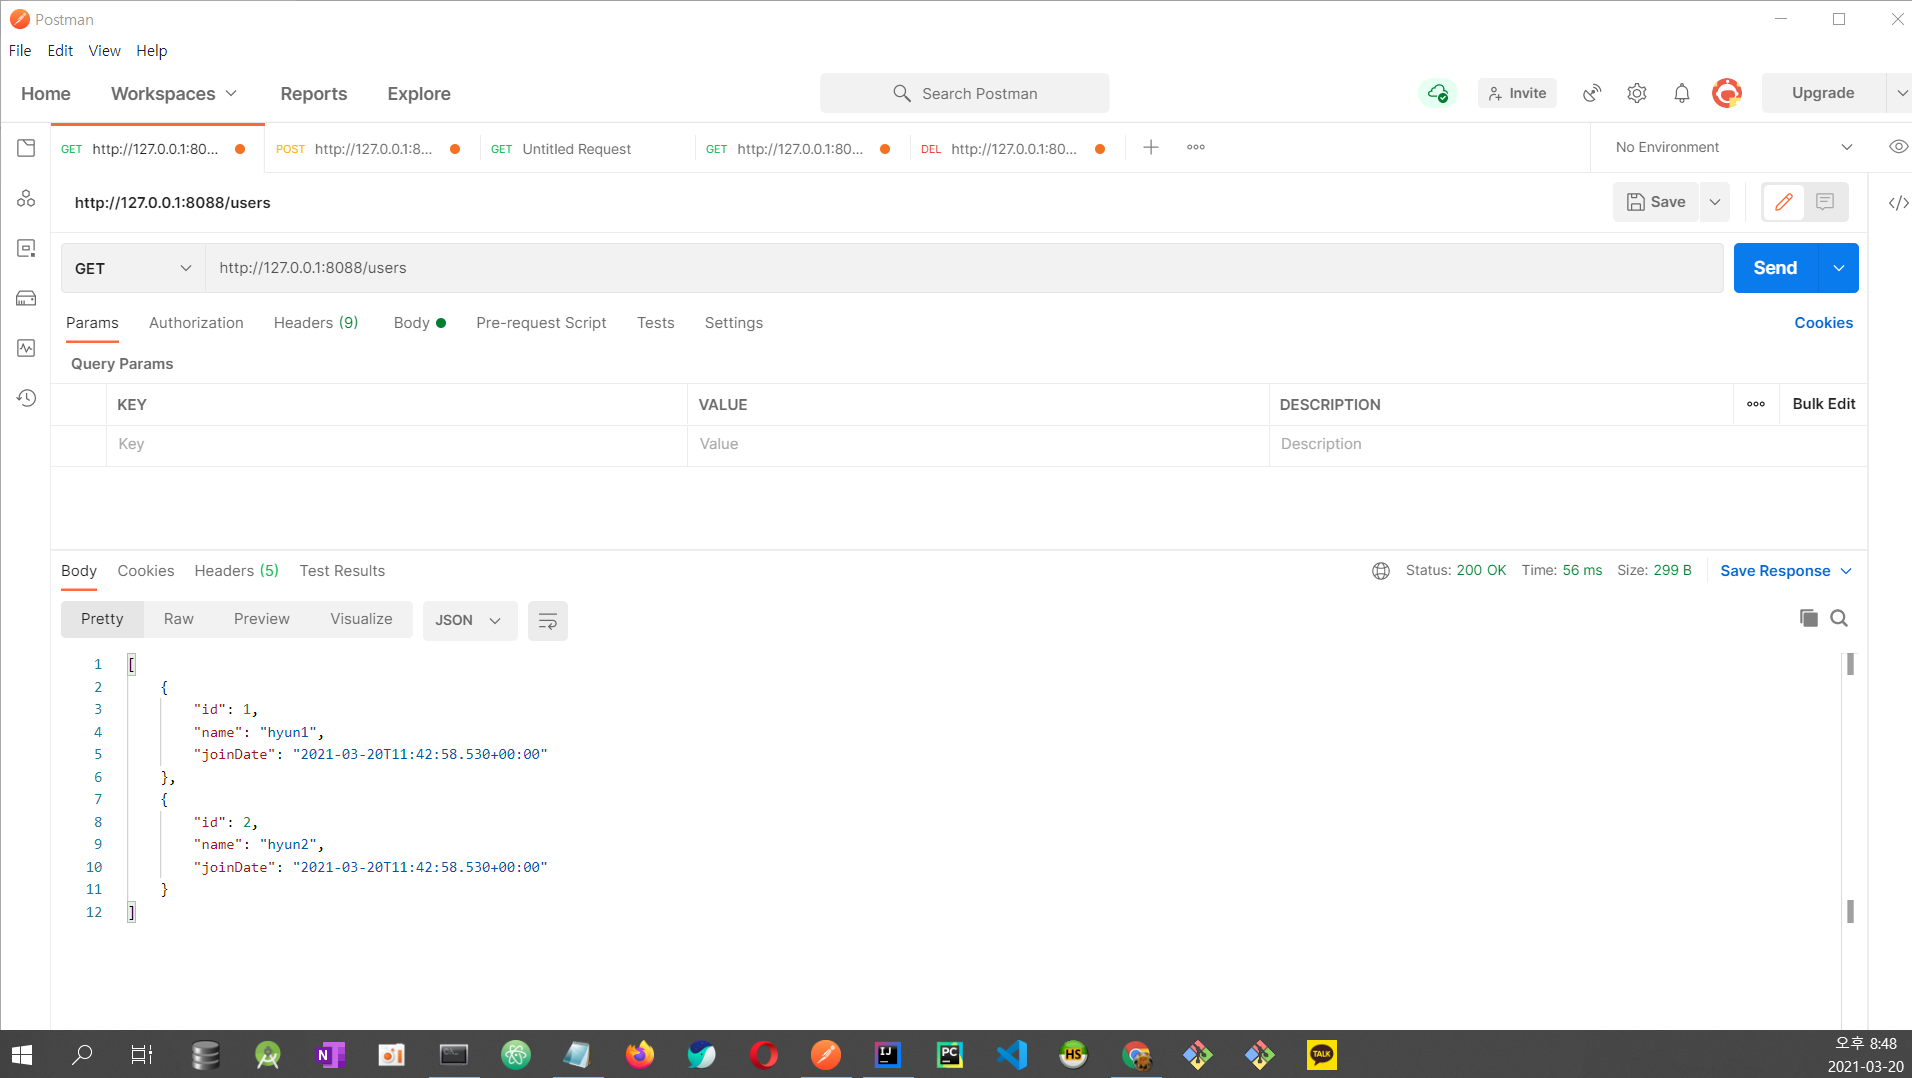 Postman
File Edit View Help
Home Workspaces Reports Explore Search Postman Invite Upgrade
GET http://127.0.0.1:80... POST http://127.0.0.1:8... GET Untitled Request GET http://127.0.0.1:80... DEL http://127.0.0.1:80... No Environment
http://127.0.0.1:8088/users Save
GET http://127.0.0.1:8088/users Send
Params Authorization Headers (9) Body Pre-request Script Tests Settings Cookies
Query Params
KEY VALUE DESCRIPTION Bulk Edit
Key Value Description
Body Cookies Headers (5) Test Results Status: 200 OK Time: 56 ms Size: 299 B Save Response
Pretty Raw Preview Visualize JSON
1 [
2 {
3 "id": 1,
4 "name": "hyun1",
5 "joinDate": "2021-03-20T11:42:58.530+00:00"
6 },
7 {
8 "id": 2,
9 "name": "hyun2",
10 "joinDate": "2021-03-20T11:42:58.530+00:00"
11 }
12 ]
N IJ PC HS TALK
오후 8:48
2021-03-20